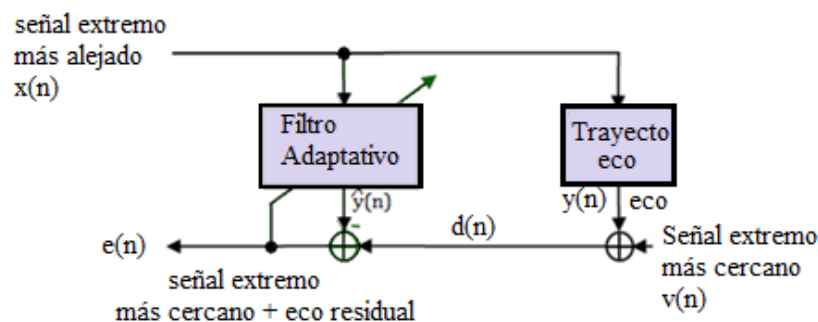 señal extremo
más alejado
x(n)
Filtro
Adaptativo
Trayecto
eco
ŷ(n)
-
y(n) eco
e(n)
d(n)
Señal extremo
más cercano
v(n)
señal extremo
más cercano + eco residual